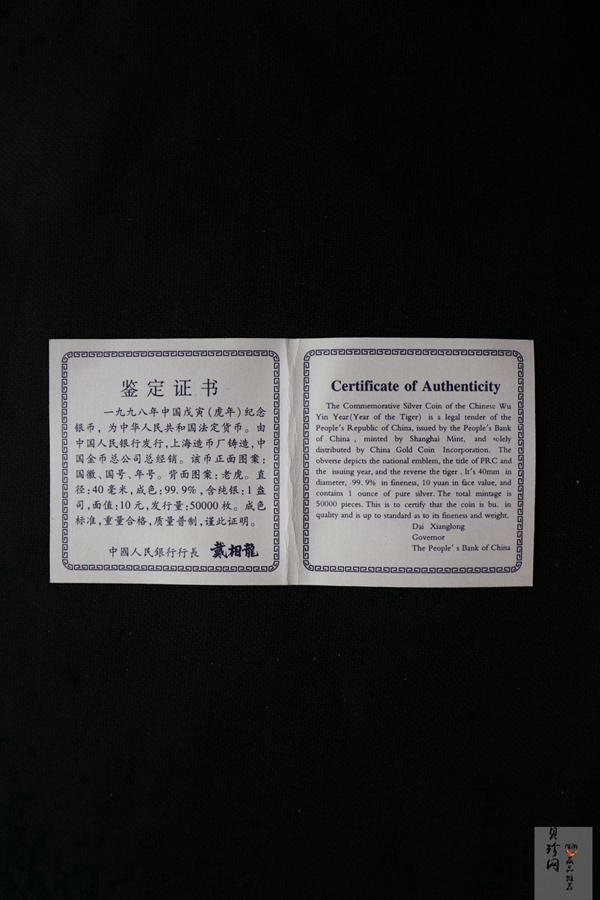 鉴定证书
一九九八年中国戊寅(虎年)纪念
银币，为中华人民共和国法定货币。由
中国人民银行发行，上海造币厂铸造，中
国金币总公司总经销。该币正面图案：
国徽、国号、年号。背面图案：老虎。直
径：40毫米，成色：99.9%，含纯银：1盎
司，面值：10元，发行量：50000枚。成色
标准，重量合格，质量普制，谨此证明。
中國人民銀行行長 戴相龍
Certificate of Authenticity
The Commemorative Silver Coin of the Chinese Wu
Yin Year(Year of the Tiger) is a legal tender of the
People's Republic of China, issued by the People's Bank
of China, minted by Shanghai Mint, and solely
distributed by China Gold Coin Incorporation. The
obverse depicts the national emblem, the title of PRC and
the issuing year, and the reverse the tiger. It's 40mm in
diameter, 99.9% in fineness, 10 yuan in face value, and
contains 1 ounce of pure silver. The total mintage is
50000 pieces. This is to certify that the coin is bu. in
quality and is up to standard as to its fineness and weight.
Dai Xianglong
Governor
The People's Bank of China
贝珍网
藏品推荐